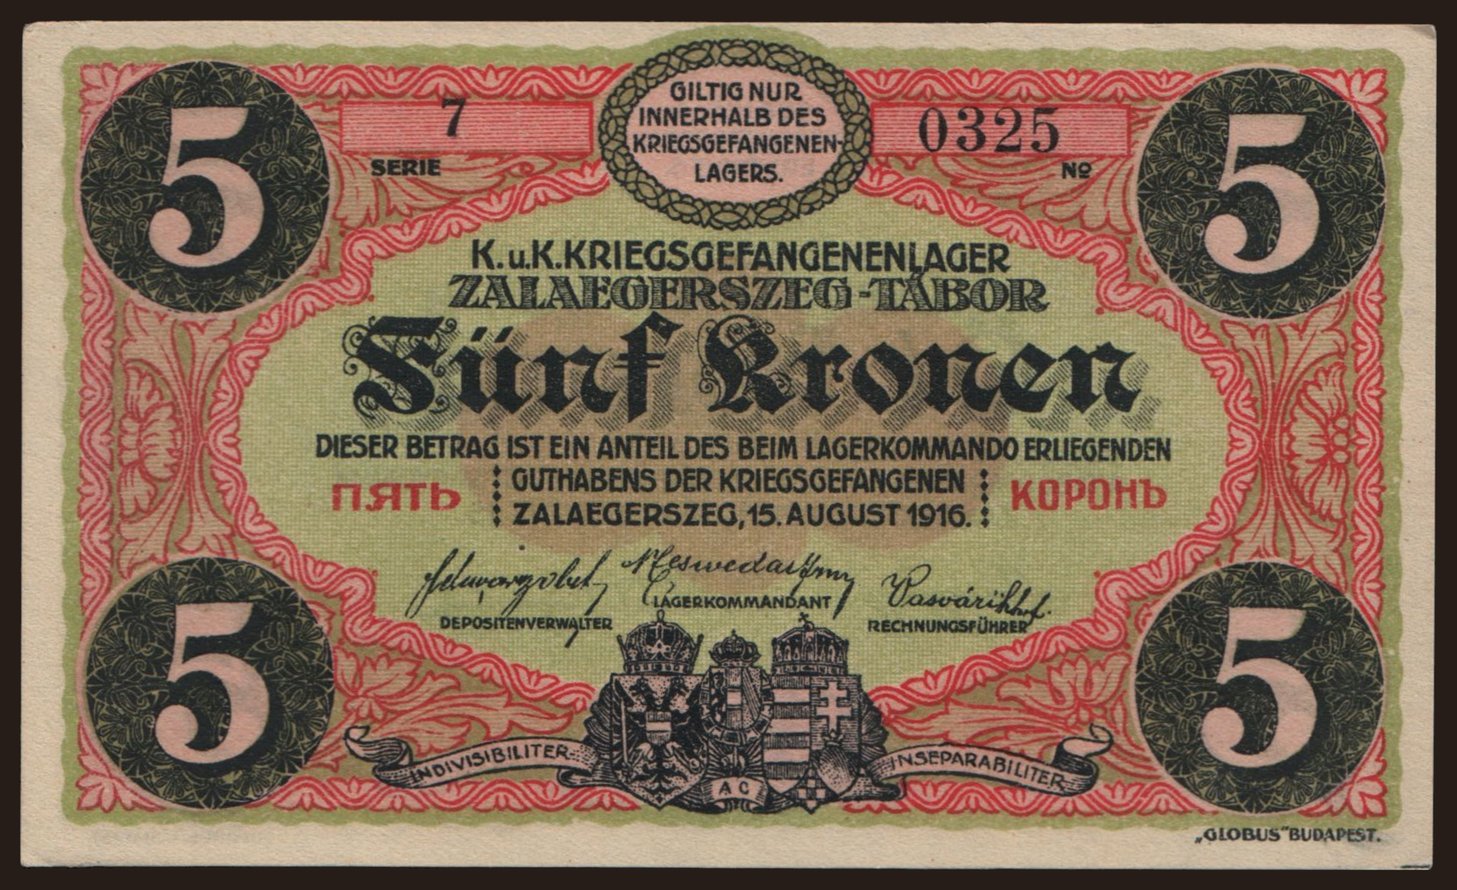 5
7
SERIE
GILTIG NUR
INNERHALB DES
KRIEGSGEFANGENEN-
LAGERS.
0325
No
5
K.u.K.KRIEGSGEFANGENENLAGER
ZALAEGERSZEG-TÁBOR
Fünf Kronen
DIESER BETRAG IST EIN ANTEIL DES BEIM LAGERKOMMANDO ERLIEGENDEN
GUTHABENS DER KRIEGSGEFANGENEN
ПЯТЬ
КОРОНЪ
ZALAEGERSZEG, 15. AUGUST 1916.
LAGERKOMMANDANT
DEPOSITENVERWALTER
RECHNUNGSFÜHRER
5
5
INDIVISIBILITER-
AC
INSEPARABILITER
„GLOBUS" BUDAPEST.